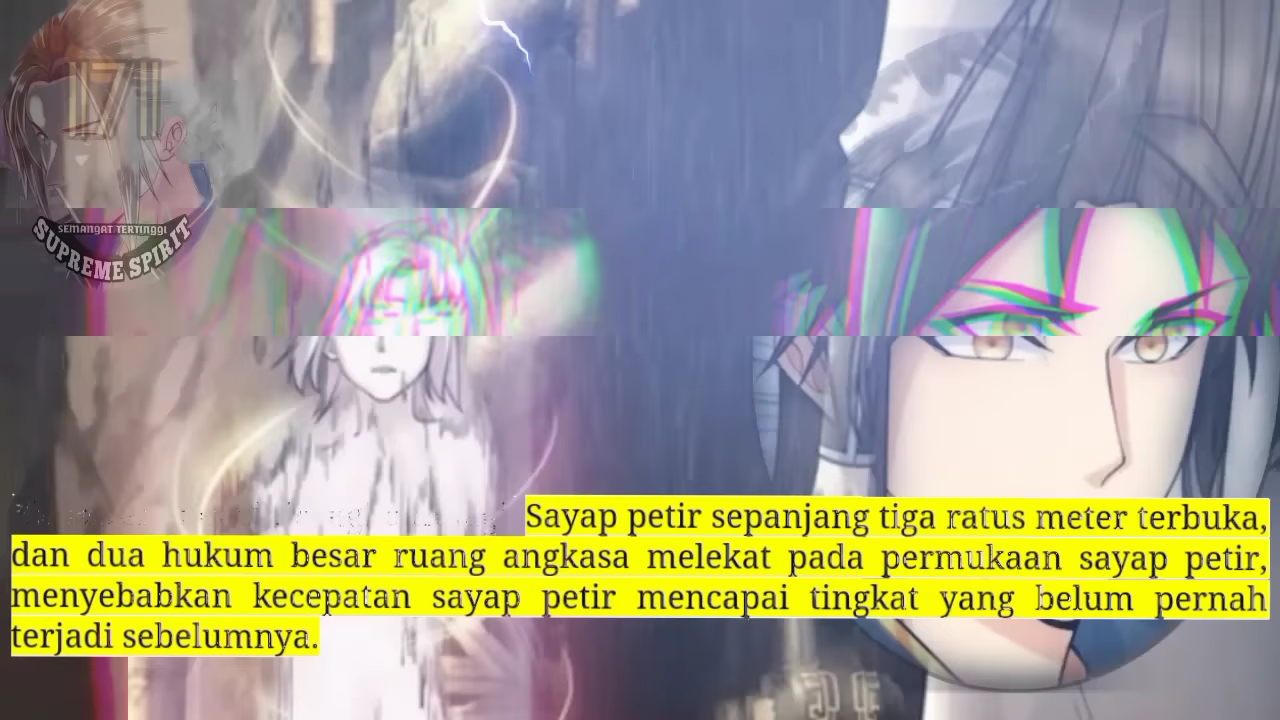 171
SEMANGAT TERTINGGI
SUPREME SPIRIT
Sayap petir sepanjang tiga ratus meter terbuka,
dan dua hukum besar ruang angkasa melekat pada permukaan sayap petir,
menyebabkan kecepatan sayap petir mencapai tingkat yang belum pernah
terjadi sebelumnya.